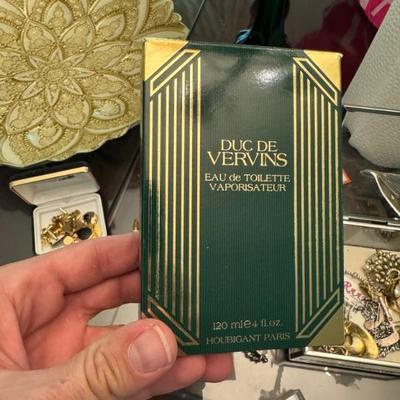 DUC DE
VERVINS
EAU de TOILETTE
VAPORISATEUR
120 ml e 4 fl.oz.
HOUBIGANT PARIS